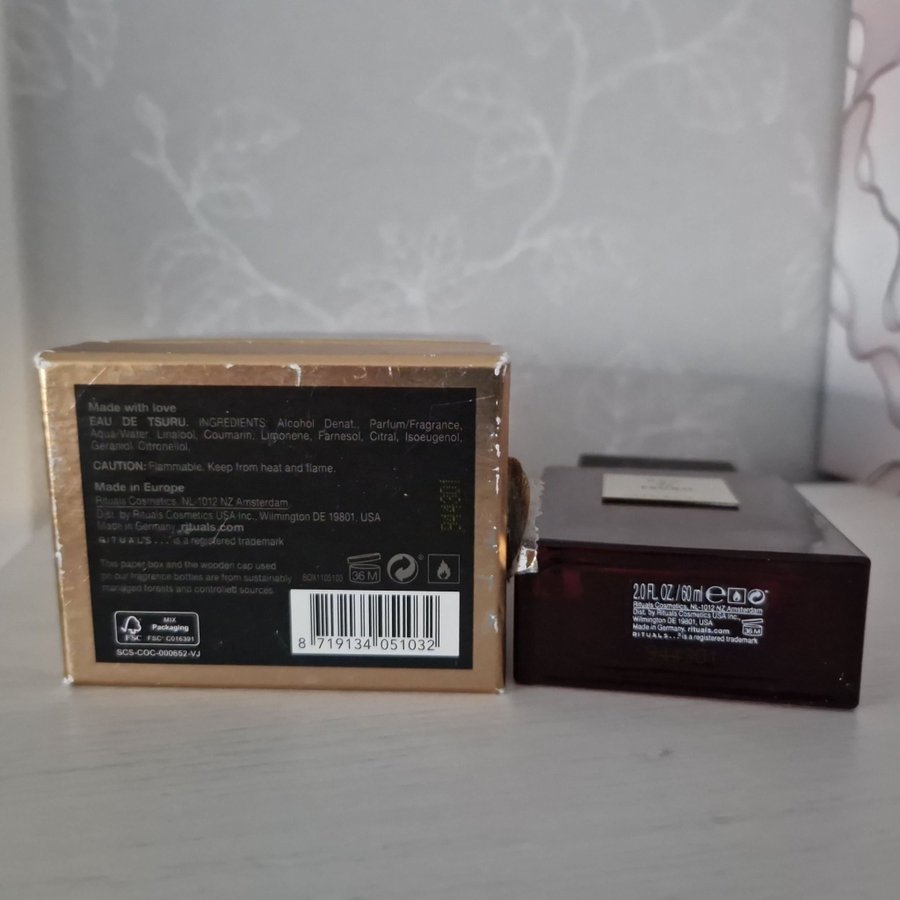 Made with love
EAU DE TSURU. INGREDIENTS: Alcohol Denat., Parfum/Fragrance,
Aqua/Water, Linalool, Coumarin, Limonene, Farnesol, Citral, Isoeugenol,
Geraniol, Citronellol.
CAUTION: Flammable. Keep from heat and flame.
Made in Europe
Rituals Cosmetics, NL-1012 NZ Amsterdam
Dist. by Rituals Cosmetics USA Inc., Wilmington DE 19801, USA
Made in Germany, rituals.com
RITUALS... is a registered trademark
This paper box and the wooden cap used
on our fragrance bottles are from sustainably
managed forests and controlled sources.
BOX1105103
36 M
FSC
MIX
Packaging
FSC® C016391
SCS-COC-000652-VJ
8 719134 051032
2.0 FL. OZ. / 60 ml
Rituals Cosmetics, NL-1012 NZ Amsterdam
Dist. by Rituals Cosmetics USA Inc.,
Wilmington DE 19801, USA
Made in Germany, rituals.com
RITUALS... is a registered trademark
36 M